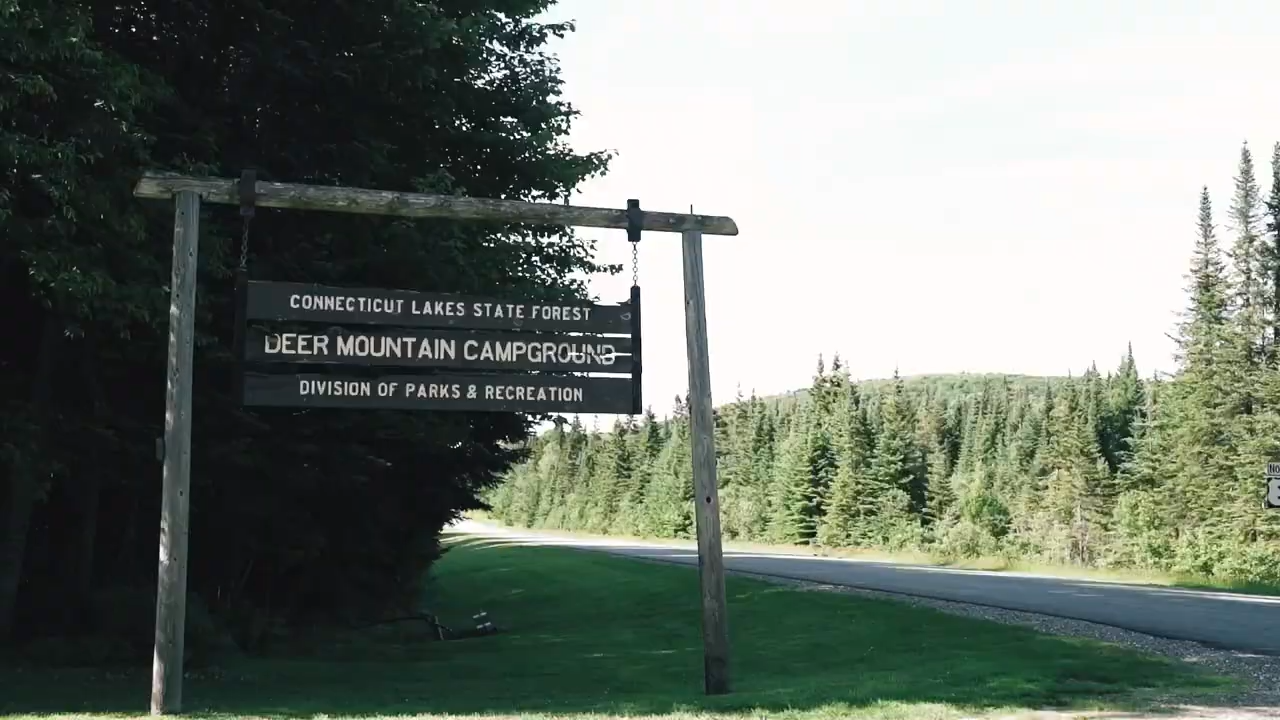 CONNECTICUT LAKES STATE FOREST
DEER MOUNTAIN CAMPGROUND
DIVISION OF PARKS & RECREATION